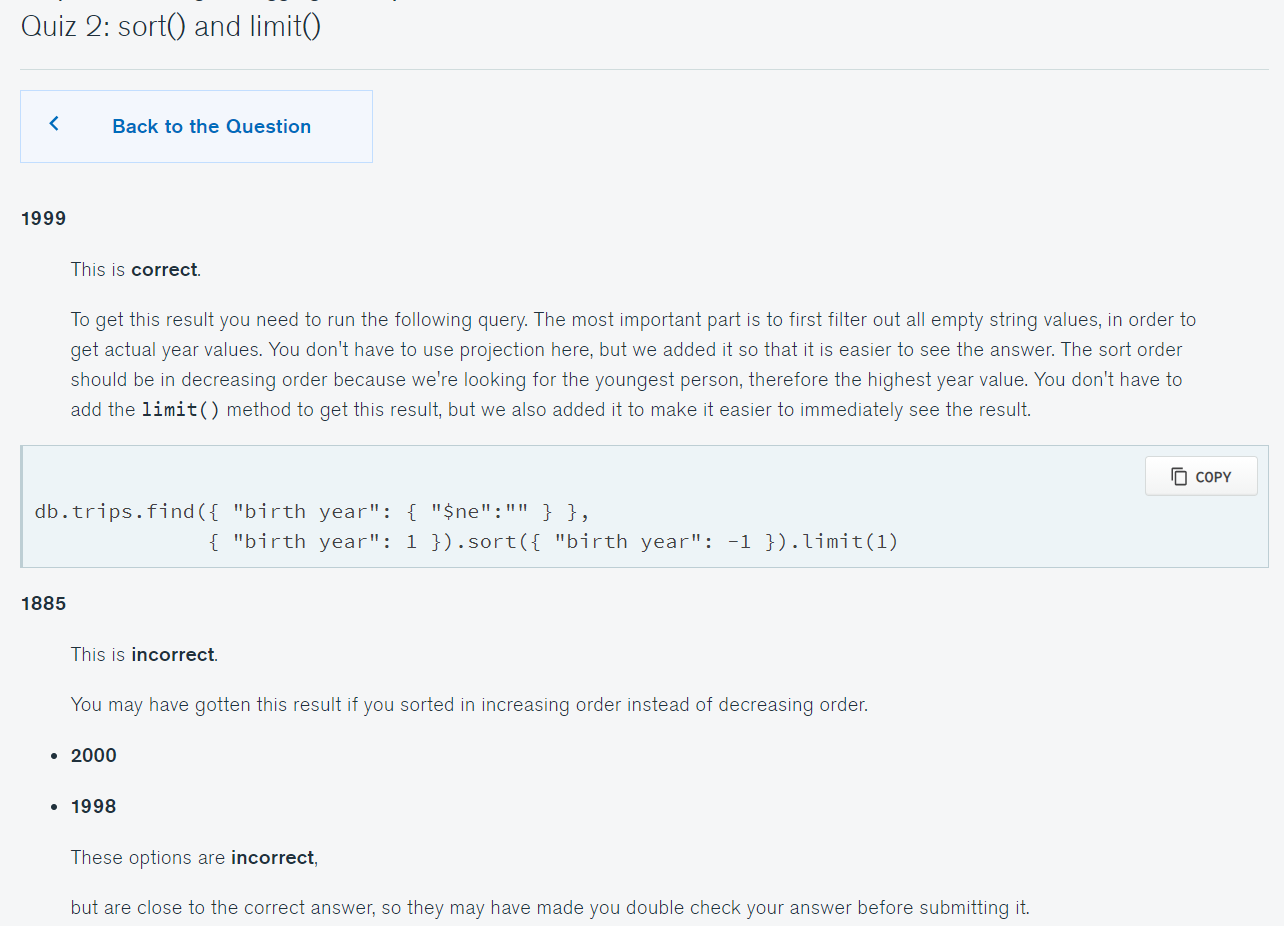 Quiz 2: sort() and limit()
Back to the Question
1999
This is correct.
To get this result you need to run the following query. The most important part is to first filter out all empty string values, in order to
get actual year values. You don't have to use projection here, but we added it so that it is easier to see the answer. The sort order
should be in decreasing order because we're looking for the youngest person, therefore the highest year value. You don't have to
add the limit() method to get this result, but we also added it to make it easier to immediately see the result.
COPY
db.trips.find({ "birth year": { "$ne":"" } },
{ "birth year": 1 }).sort({ "birth year": -1 }).limit(1)
1885
This is incorrect.
You may have gotten this result if you sorted in increasing order instead of decreasing order.
• 2000
• 1998
These options are incorrect,
but are close to the correct answer, so they may have made you double check your answer before submitting it.